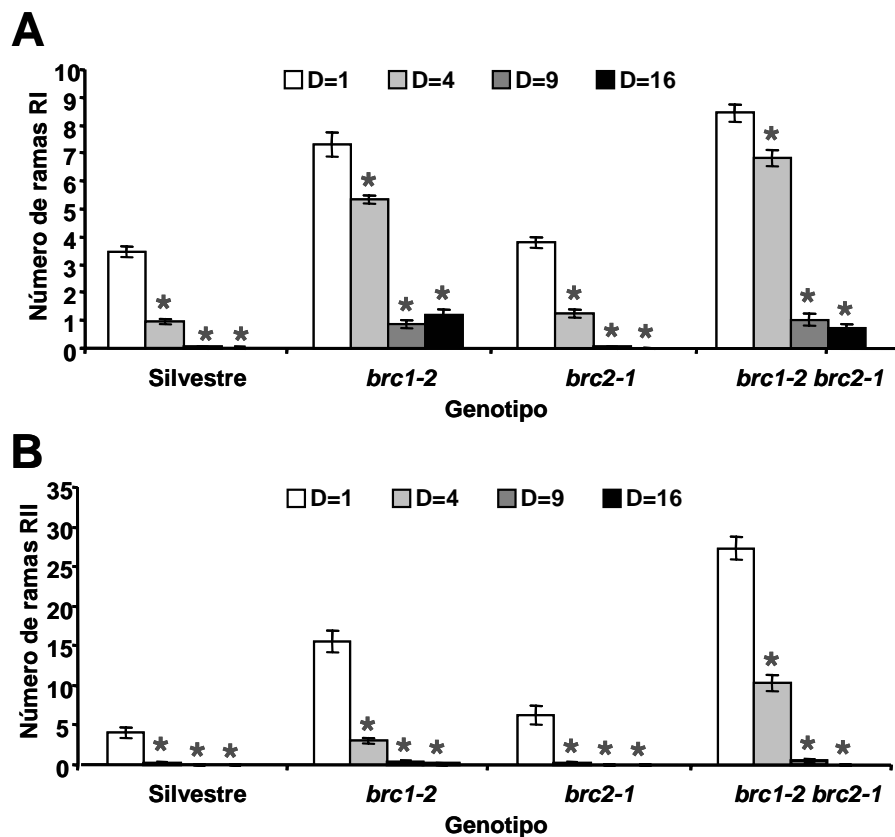 A
Número de ramas RI
10
9
8
7
6
5
4
3
2
1
0
D=1 D=4 D=9 D=16
* * * * * * * * * * * *
Silvestre brc1-2 brc2-1 brc1-2 brc2-1
Genotipo
B
Número de ramas RII
35
30
25
20
15
10
5
0
D=1 D=4 D=9 D=16
* * * * * * * * * * * *
Silvestre brc1-2 brc2-1 brc1-2 brc2-1
Genotipo